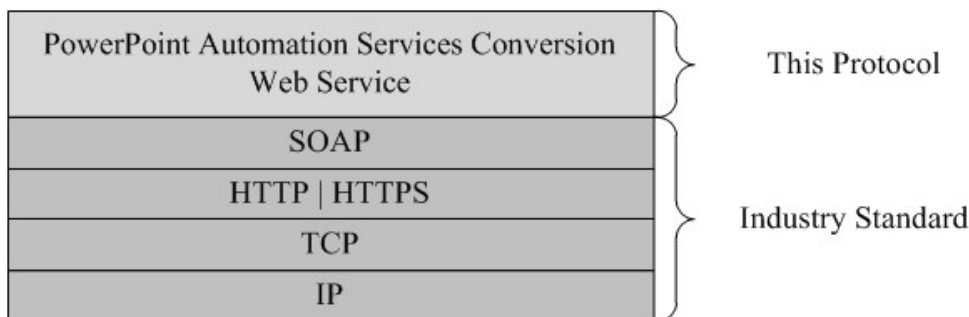 PowerPoint Automation Services Conversion
Web Service
This Protocol
SOAP
HTTP | HTTPS
TCP
IP
Industry Standard